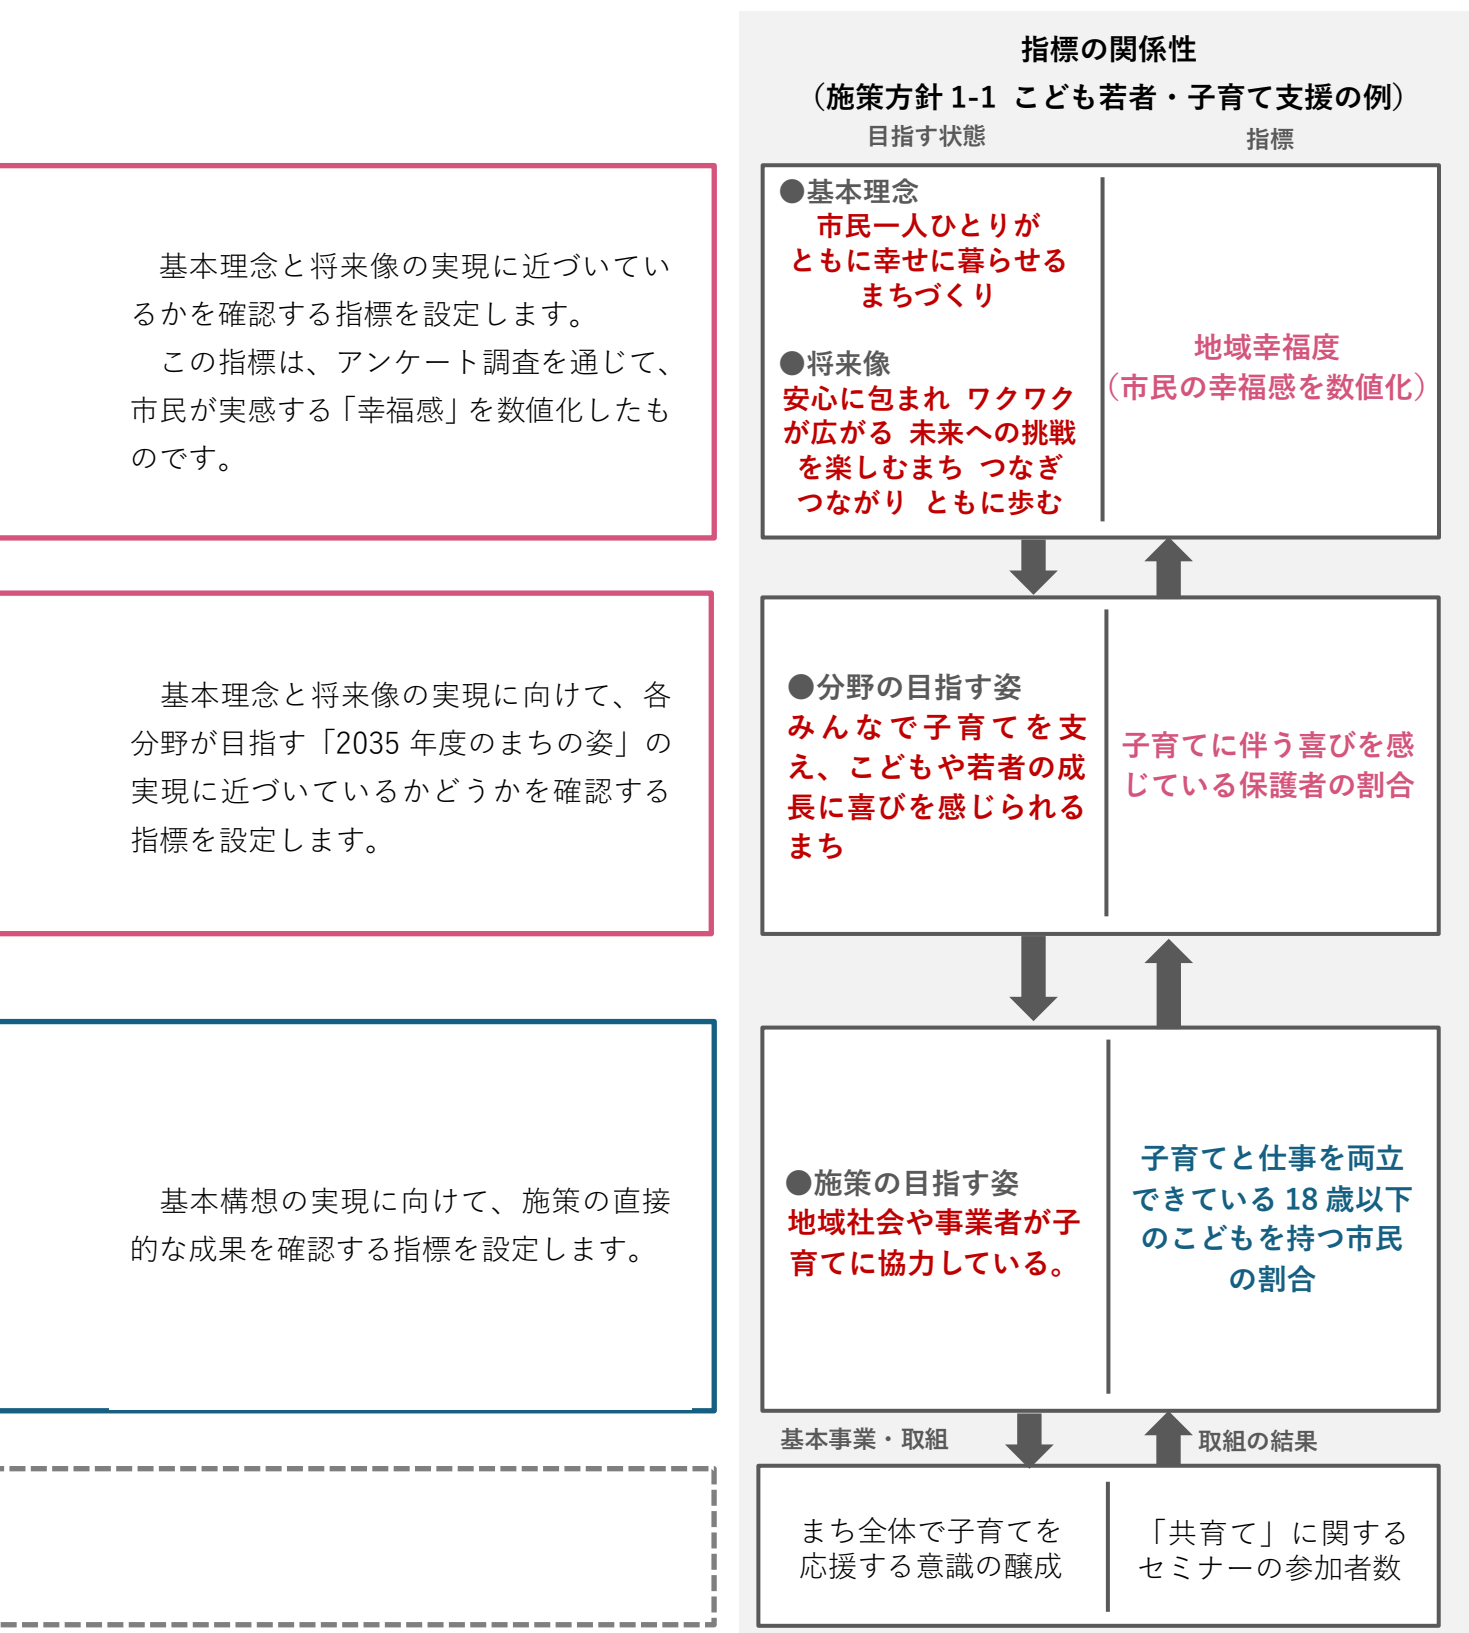 指標の関係性
（施策方針 1-1 こども若者・子育て支援の例）
目指す状態
指標
基本理念と将来像の実現に近づいてい
るかを確認する指標を設定します。
この指標は、アンケート調査を通じて、
市民が実感する「幸福感」を数値化したも
のです。
●基本理念
市民一人ひとりが
ともに幸せに暮らせる
まちづくり
●将来像
安心に包まれ ワクワク
が広がる 未来への挑戦
を楽しむまち つなぎ
つながり ともに歩む
地域幸福度
（市民の幸福感を数値化）
基本理念と将来像の実現に向けて、各
分野が目指す「2035 年度のまちの姿」の
実現に近づいているかどうかを確認する
指標を設定します。
●分野の目指す姿
みんなで子育てを支
え、こどもや若者の成
長に喜びを感じられる
まち
子育てに伴う喜びを感
じている保護者の割合
基本構想の実現に向けて、施策の直接
的な成果を確認する指標を設定します。
●施策の目指す姿
地域社会や事業者が子
育てに協力している。
子育てと仕事を両立
できている 18 歳以下
のこどもを持つ市民
の割合
基本事業・取組
取組の結果
まち全体で子育てを
応援する意識の醸成
「共育て」に関する
セミナーの参加者数